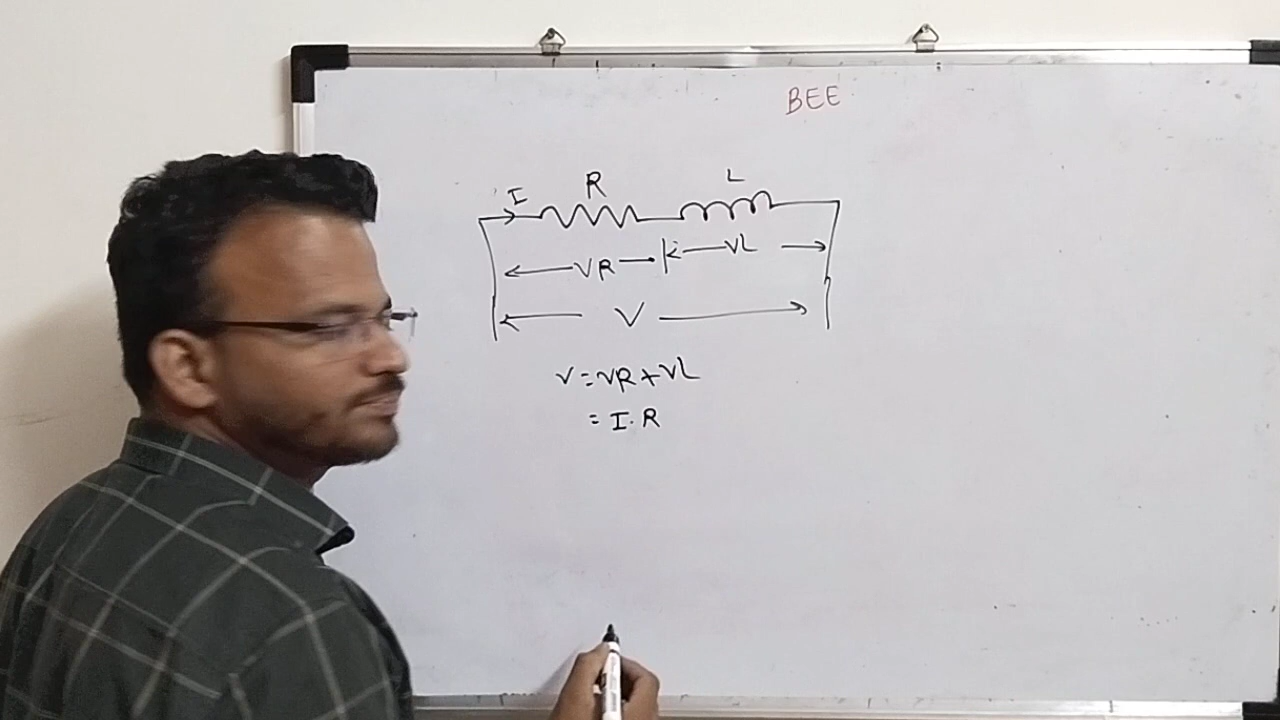 BEE
I R L
VR VL
V
V = VR + VL
= I. R